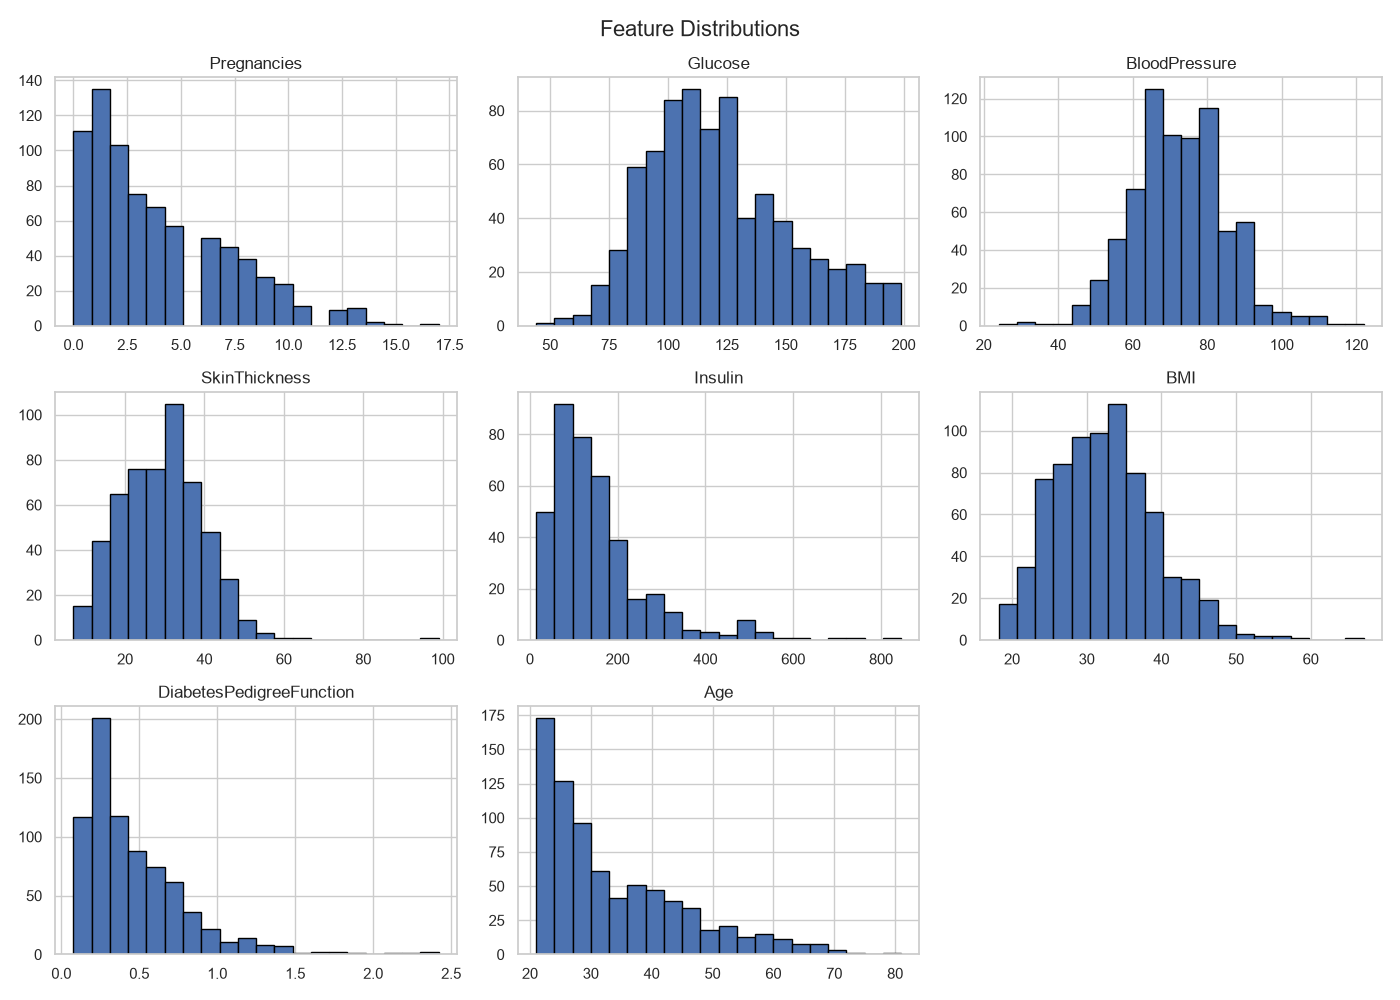 Feature Distributions
Pregnancies
140
120
100
80
60
40
20
0
0.0 2.5 5.0 7.5 10.0 12.5 15.0 17.5
Glucose
80
60
40
20
0
50 75 100 125 150 175 200
BloodPressure
120
100
80
60
40
20
0
20 40 60 80 100 120
SkinThickness
100
80
60
40
20
0
20 40 60 80 100
Insulin
80
60
40
20
0
0 200 400 600 800
BMI
100
80
60
40
20
0
20 30 40 50 60
DiabetesPedigreeFunction
200
150
100
50
0
0.0 0.5 1.0 1.5 2.0 2.5
Age
175
150
125
100
75
50
25
0
20 30 40 50 60 70 80